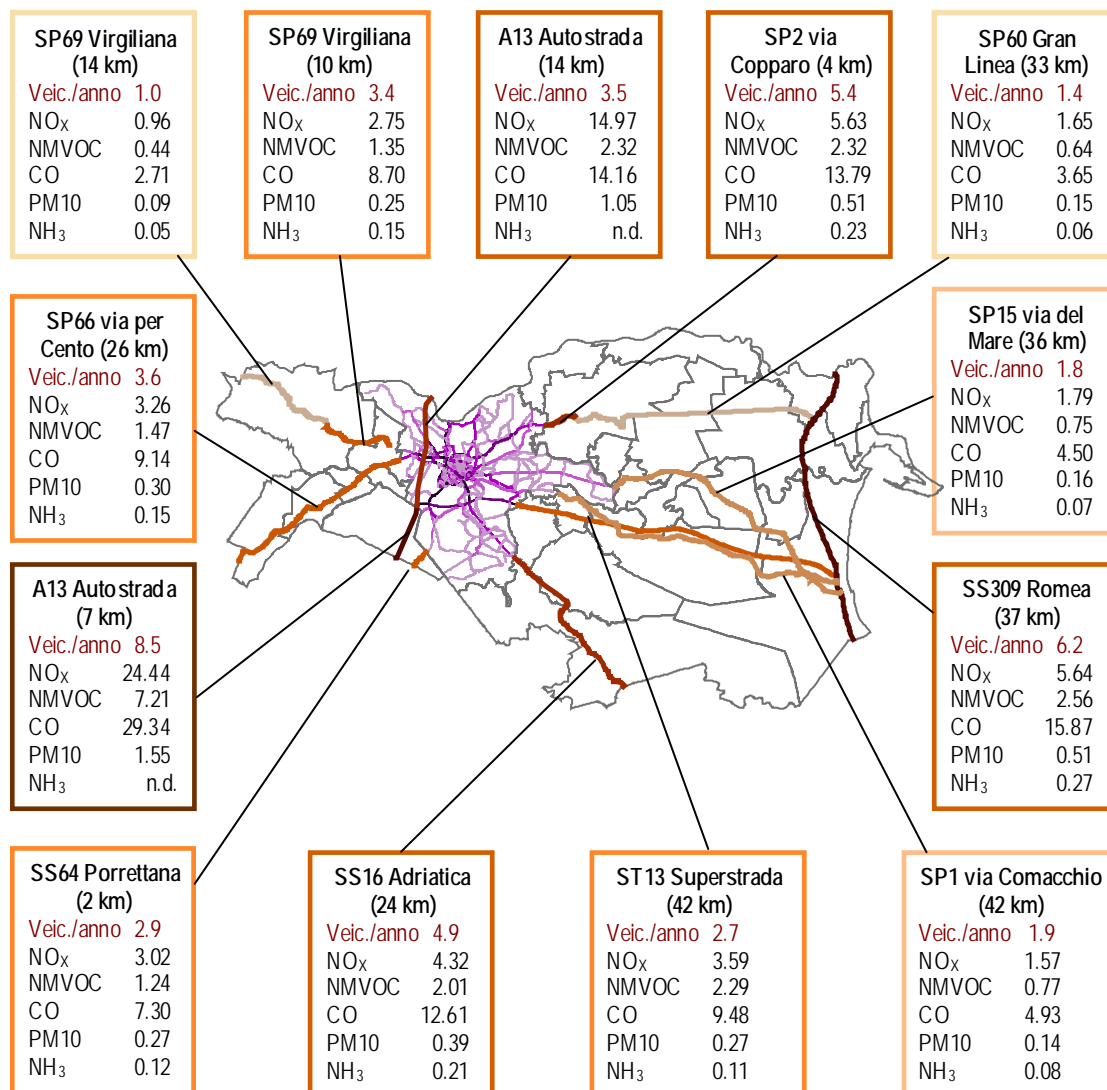 SP69 Virgiliana
(14 km)
Veic./anno 1.0
NOX 0.96
NMVOC 0.44
CO 2.71
PM10 0.09
NH3 0.05
SP69 Virgiliana
(10 km)
Veic./anno 3.4
NOX 2.75
NMVOC 1.35
CO 8.70
PM10 0.25
NH3 0.15
A13 Autostrada
(14 km)
Veic./anno 3.5
NOX 14.97
NMVOC 2.32
CO 14.16
PM10 1.05
NH3 n.d.
SP2 via
Copparo (4 km)
Veic./anno 5.4
NOX 5.63
NMVOC 2.32
CO 13.79
PM10 0.51
NH3 0.23
SP60 Gran
Linea (33 km)
Veic./anno 1.4
NOX 1.65
NMVOC 0.64
CO 3.65
PM10 0.15
NH3 0.06
SP66 via per
Cento (26 km)
Veic./anno 3.6
NOX 3.26
NMVOC 1.47
CO 9.14
PM10 0.30
NH3 0.15
SP15 via del
Mare (36 km)
Veic./anno 1.8
NOX 1.79
NMVOC 0.75
CO 4.50
PM10 0.16
NH3 0.07
A13 Autostrada
(7 km)
Veic./anno 8.5
NOX 24.44
NMVOC 7.21
CO 29.34
PM10 1.55
NH3 n.d.
SS309 Romea
(37 km)
Veic./anno 6.2
NOX 5.64
NMVOC 2.56
CO 15.87
PM10 0.51
NH3 0.27
SS64 Porrettana
(2 km)
Veic./anno 2.9
NOX 3.02
NMVOC 1.24
CO 7.30
PM10 0.27
NH3 0.12
SS16 Adriatica
(24 km)
Veic./anno 4.9
NOX 4.32
NMVOC 2.01
CO 12.61
PM10 0.39
NH3 0.21
ST13 Superstrada
(42 km)
Veic./anno 2.7
NOX 3.59
NMVOC 2.29
CO 9.48
PM10 0.27
NH3 0.11
SP1 via Comacchio
(42 km)
Veic./anno 1.9
NOX 1.57
NMVOC 0.77
CO 4.93
PM10 0.14
NH3 0.08